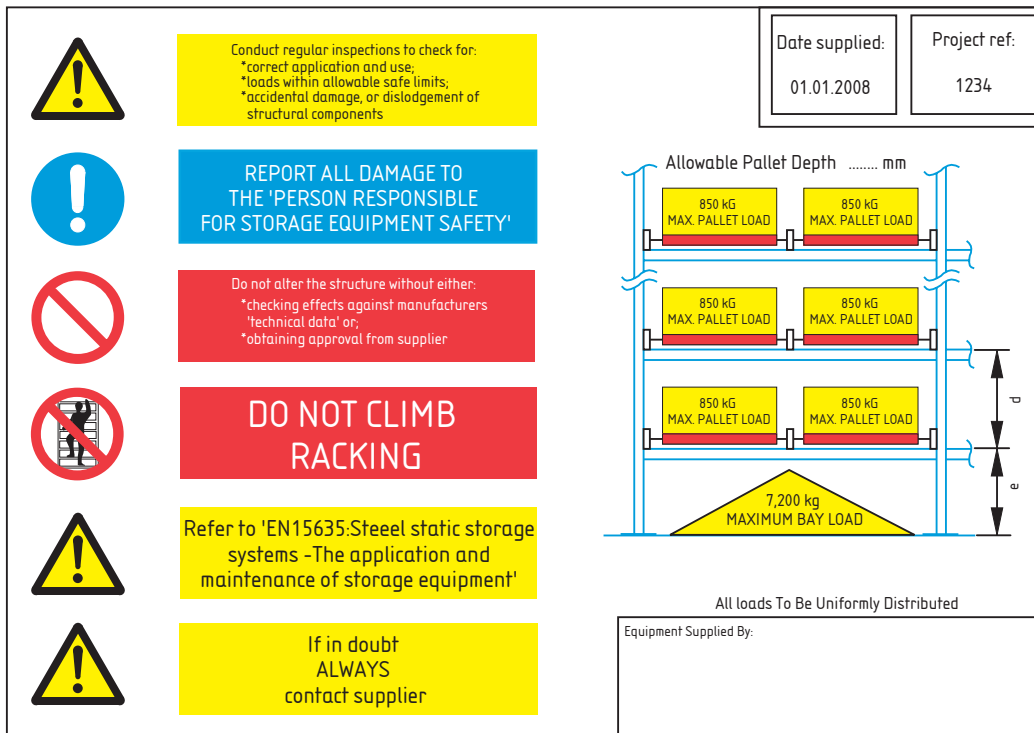 Conduct regular inspections to check for:
*correct application and use;
*loads within allowable safe limits;
*accidental damage, or dislodgement of
structural components
REPORT ALL DAMAGE TO
THE 'PERSON RESPONSIBLE
FOR STORAGE EQUIPMENT SAFETY'
Do not alter the structure without either:
*checking effects against manufacturers
'technical data' or;
*obtaining approval from supplier
DO NOT CLIMB
RACKING
Refer to 'EN15635:Steeel static storage
systems -The application and
maintenance of storage equipment'
If in doubt
ALWAYS
contact supplier
Date supplied:
01.01.2008
Project ref:
1234
Allowable Pallet Depth ........ mm
850 kG
MAX. PALLET LOAD
850 kG
MAX. PALLET LOAD
850 kG
MAX. PALLET LOAD
850 kG
MAX. PALLET LOAD
850 kG
MAX. PALLET LOAD
850 kG
MAX. PALLET LOAD
d
e
7,200 kg
MAXIMUM BAY LOAD
All loads To Be Uniformly Distributed
Equipment Supplied By: